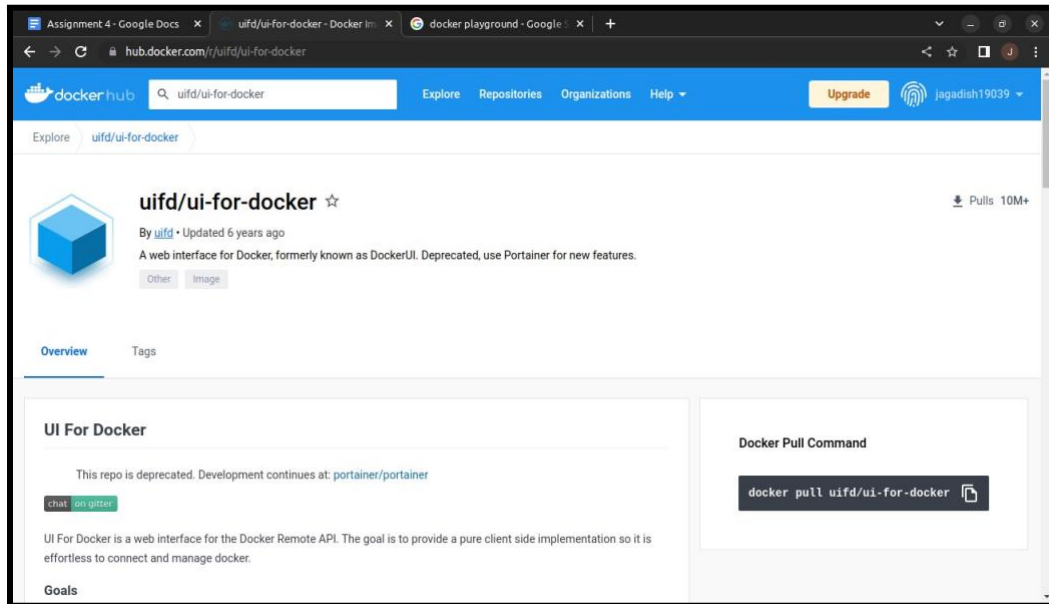 Assignment 4 - Google Docs
uifd/ui-for-docker - Docker Im
docker playground - Google S
hub.docker.com/r/uifd/ui-for-docker
J
docker hub
uifd/ui-for-docker
Explore
Repositories
Organizations
Help
Upgrade
jagadish19039
Explore
uifd/ui-for-docker
uifd/ui-for-docker
Pulls 10M+
By uifd • Updated 6 years ago
A web interface for Docker, formerly known as DockerUI. Deprecated, use Portainer for new features.
Other
Image
Overview
Tags
UI For Docker
This repo is deprecated. Development continues at: portainer/portainer
chat on gitter
UI For Docker is a web interface for the Docker Remote API. The goal is to provide a pure client side implementation so it is
effortless to connect and manage docker.
Goals
Docker Pull Command
docker pull uifd/ui-for-docker